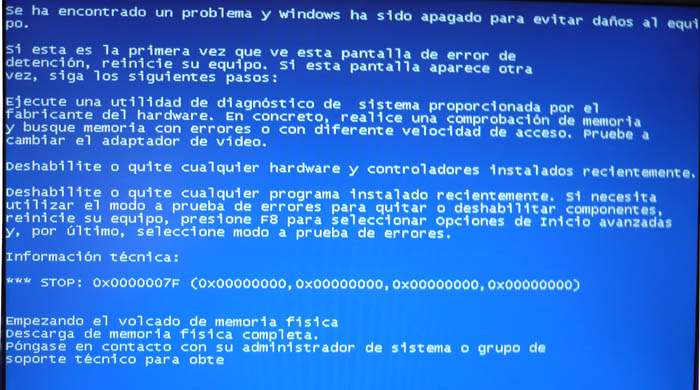 Se ha encontrado un problema y windows ha sido apagado para evitar daños al equi
po.
Si esta es la primera vez que ve esta pantalla de error de
detención, reinicie su equipo. Si esta pantalla aparece otra
vez, siga los siguientes pasos:
Ejecute una utilidad de diagnóstico de  sistema proporcionada por el
fabricante del hardware. En concreto, realice una comprobación de memoria
y busque memoria con errores o con diferente velocidad de acceso. Pruebe a
cambiar el adaptador de vídeo.
Deshabilite o quite cualquier hardware y controladores instalados recientemente.
Deshabilite o quite cualquier programa instalado recientemente. Si necesita
utilizar el modo a prueba de errores para quitar o deshabilitar componentes,
reinicie su equipo, presione F8 para seleccionar opciones de Inicio avanzadas
y, por último, seleccione modo a prueba de errores.
Información técnica:
*** STOP: 0x0000007F (0x00000000,0x00000000,0x00000000,0x00000000)
Empezando el volcado de memoria física
Descarga de memoria física completa.
Póngase en contacto con su administrador de sistema o grupo de
soporte técnico para obte